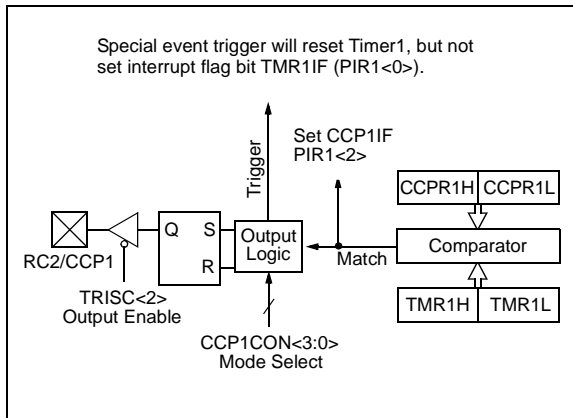 Special event trigger will reset Timer1, but not
set interrupt flag bit TMR1IF (PIR1<0>).
Trigger
Set CCP1IF
PIR1<2>
CCPR1H CCPR1L
Q S Output
R Logic
Match
Comparator
RC2/CCP1
TRISC<2>
Output Enable
TMR1H TMR1L
CCP1CON<3:0>
Mode Select